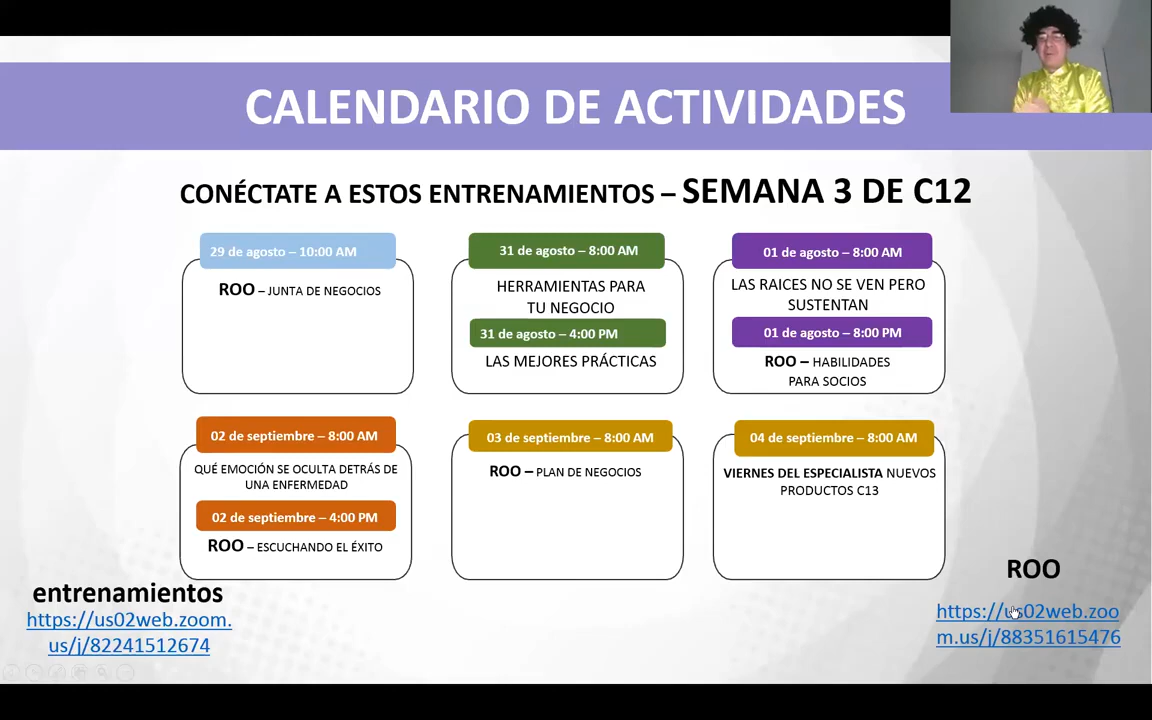 CALENDARIO DE ACTIVIDADES
CONÉCTATE A ESTOS ENTRENAMIENTOS – SEMANA 3 DE C12
29 de agosto – 10:00 AM
ROO – JUNTA DE NEGOCIOS
31 de agosto – 8:00 AM
HERRAMIENTAS PARA
TU NEGOCIO
31 de agosto – 4:00 PM
LAS MEJORES PRÁCTICAS
01 de agosto – 8:00 AM
LAS RAICES NO SE VEN PERO
SUSTENTAN
01 de agosto – 8:00 PM
ROO – HABILIDADES
PARA SOCIOS
02 de septiembre – 8:00 AM
QUÉ EMOCIÓN SE OCULTA DETRÁS DE
UNA ENFERMEDAD
02 de septiembre – 4:00 PM
ROO – ESCUCHANDO EL ÉXITO
03 de septiembre – 8:00 AM
ROO – PLAN DE NEGOCIOS
04 de septiembre – 8:00 AM
VIERNES DEL ESPECIALISTA NUEVOS
PRODUCTOS C13
entrenamientos
https://us02web.zoom.
us/j/82241512674
ROO
https://us02web.zoo
m.us/j/88351615476